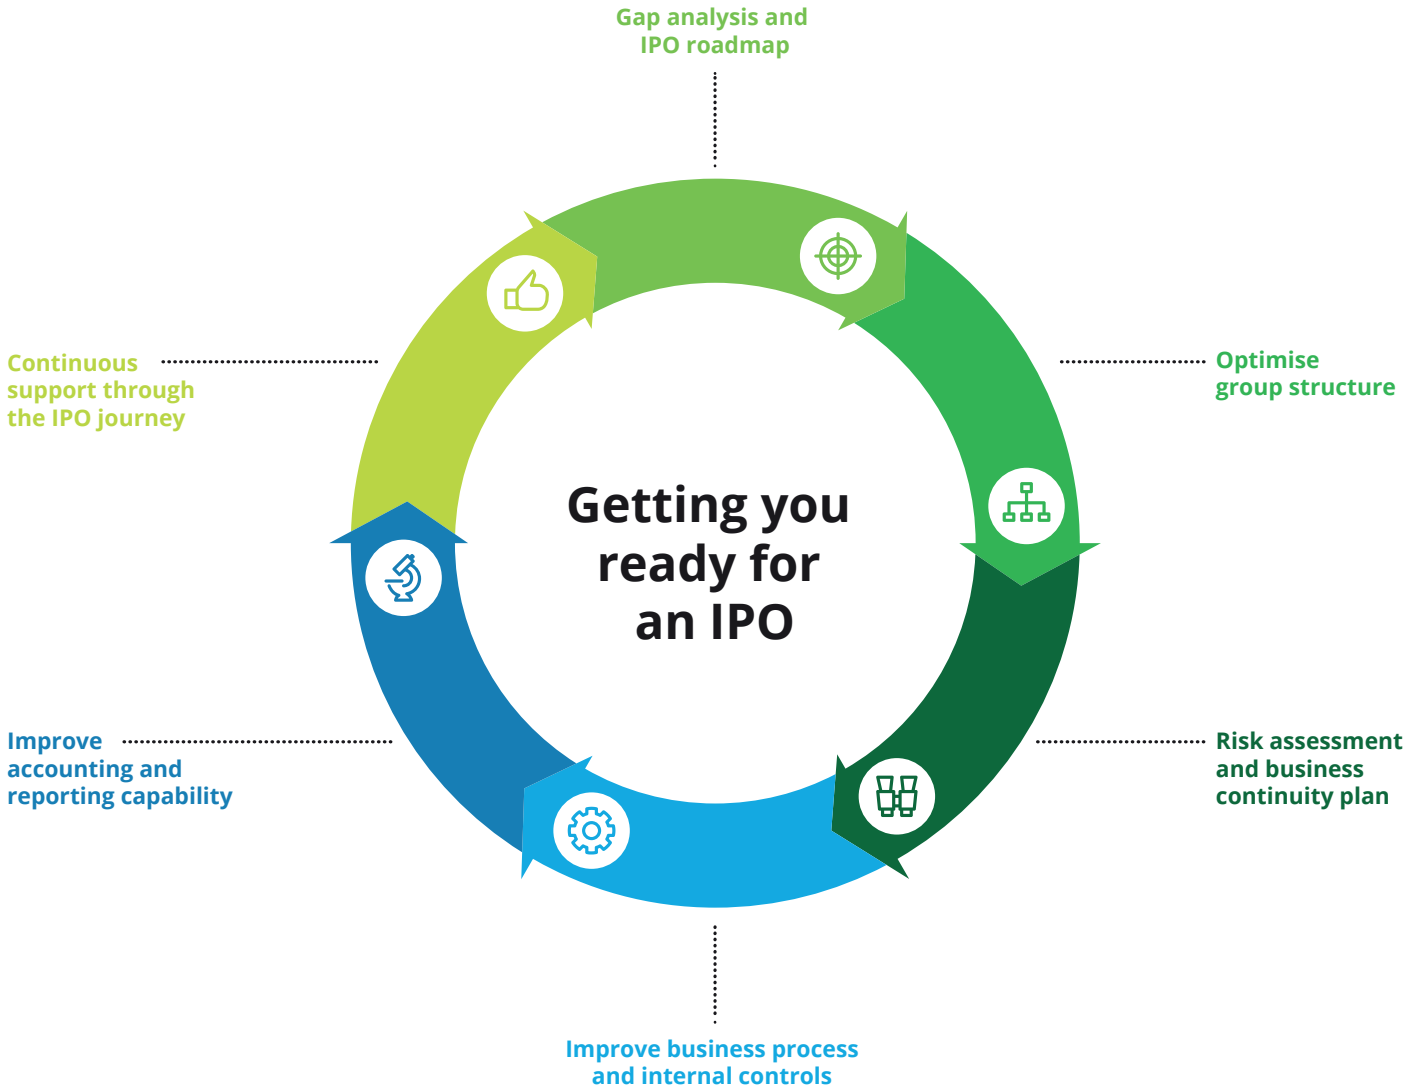 Gap analysis and
IPO roadmap
Continuous
support through
the IPO journey
Optimise
group structure
Getting you
ready for
an IPO
Improve
accounting and
reporting capability
Risk assessment
and business
continuity plan
Improve business process
and internal controls